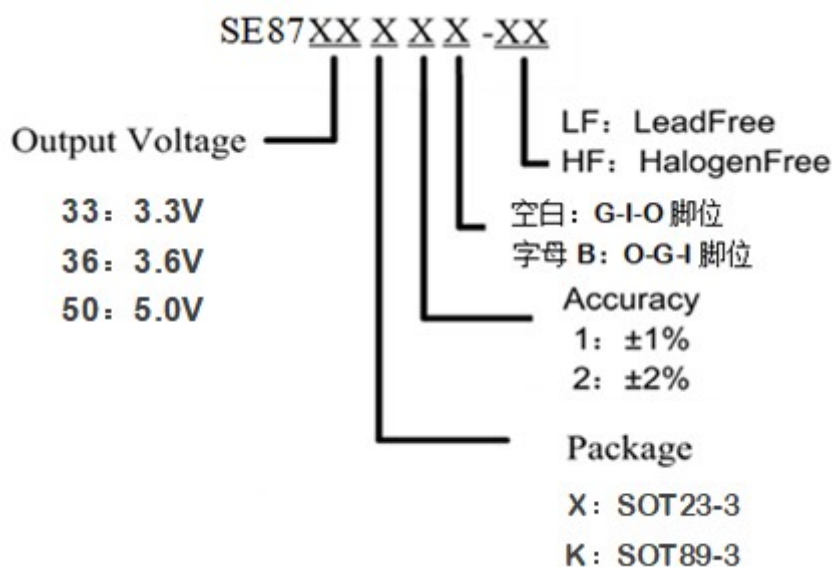 SE87XX X X X -XX
Output Voltage
33：3.3V
36：3.6V
50：5.0V
LF：LeadFree
HF：HalogenFree
空白：G-I-O 脚位
字母 B：O-G-I 脚位
Accuracy
1：±1%
2：±2%
Package
X：SOT23-3
K：SOT89-3